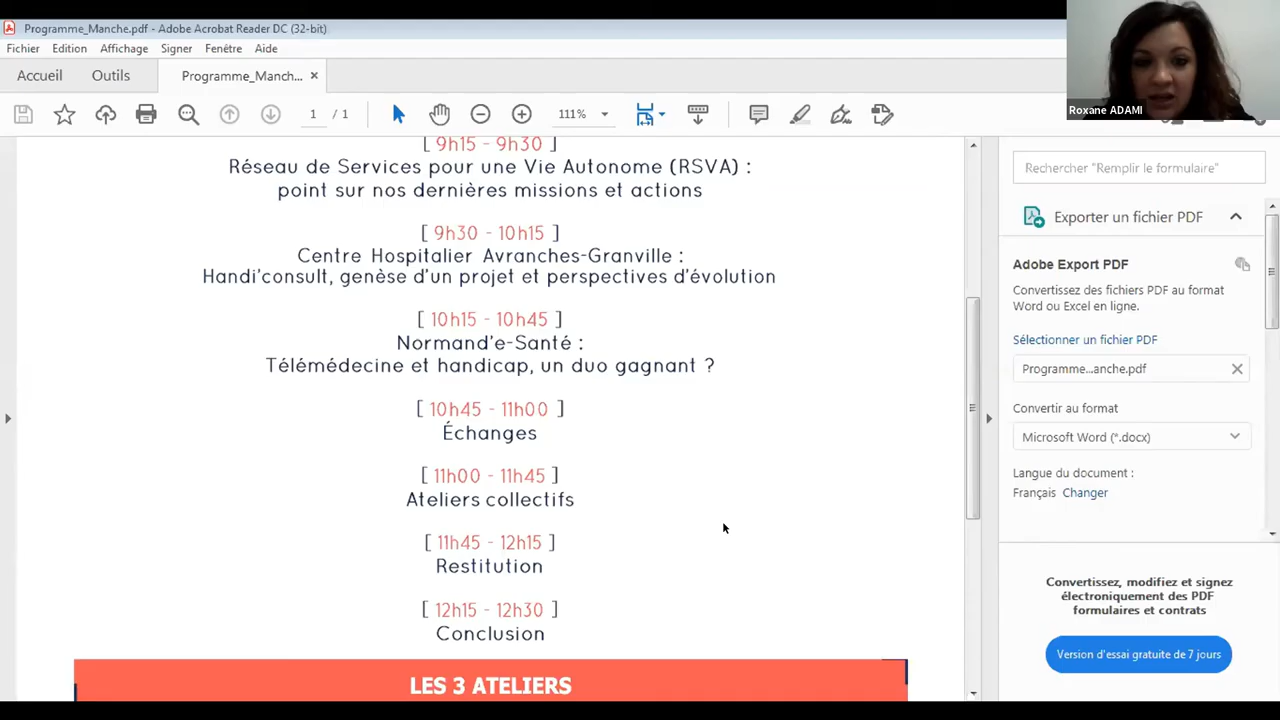 Programme_Manche.pdf - Adobe Acrobat Reader DC (32-bit)
Fichier Edition Affichage Signer Fenêtre Aide
Accueil Outils Programme_Manch... ×
1 / 1 111%
Roxane ADAMI
[ 9h15 - 9h30 ]
Réseau de Services pour une Vie Autonome (RSVA) :
point sur nos dernières missions et actions
[ 9h30 - 10h15 ]
Centre Hospitalier Avranches-Granville :
Handi'consult, genèse d'un projet et perspectives d'évolution
[ 10h15 - 10h45 ]
Normand'e-Santé :
Télémédecine et handicap, un duo gagnant ?
[ 10h45 - 11h00 ]
Échanges
[ 11h00 - 11h45 ]
Ateliers collectifs
[ 11h45 - 12h15 ]
Restitution
[ 12h15 - 12h30 ]
Conclusion
LES 3 ATELIERS
Rechercher "Remplir le formulaire"
Exporter un fichier PDF
Adobe Export PDF
Convertissez des fichiers PDF au format
Word ou Excel en ligne.
Sélectionner un fichier PDF
Programme...anche.pdf
Convertir au format
Microsoft Word (*.docx)
Langue du document :
Français Changer
Convertissez, modifiez et signez
électroniquement des PDF
formulaires et contrats
Version d'essai gratuite de 7 jours